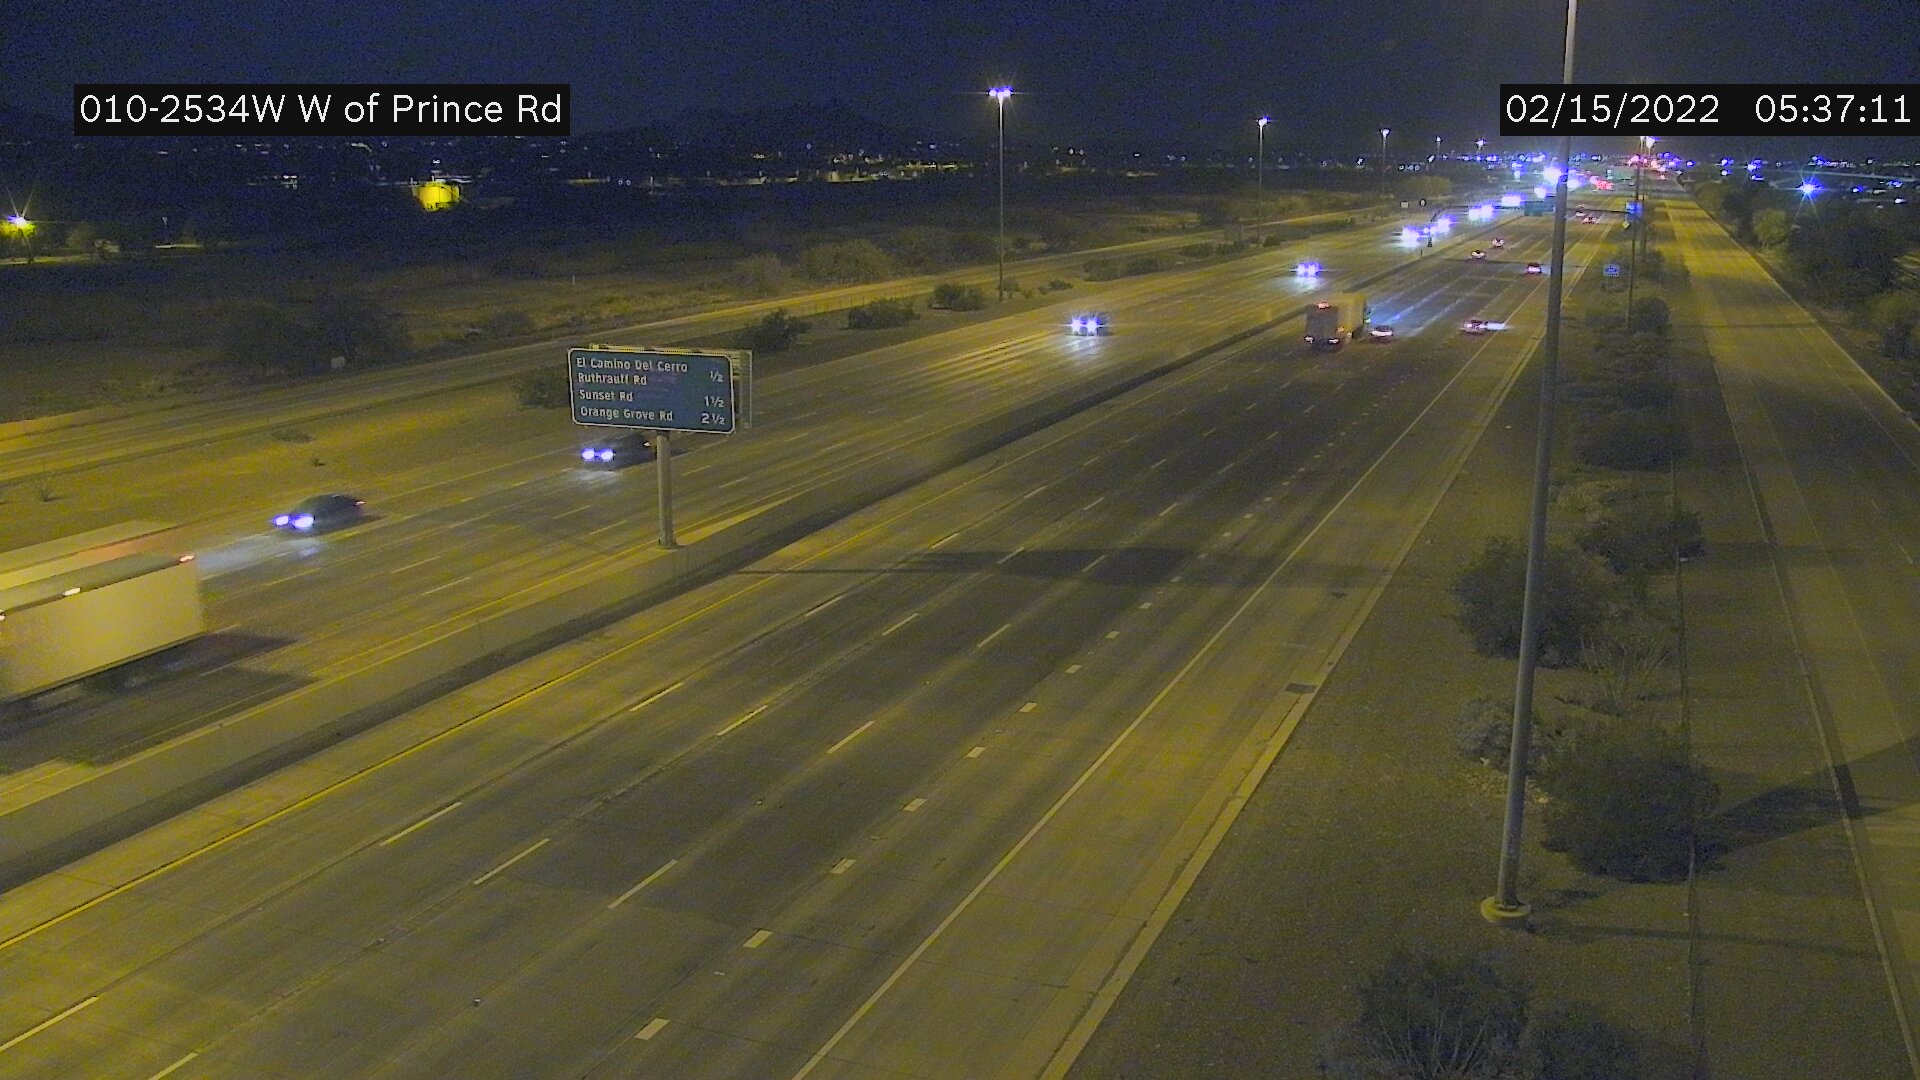 010-2534W W of Prince Rd
02/15/2022 05:37:11
El Camino Del Cerro
Ruthrauff Rd 1/2
Sunset Rd 1 1/2
Orange Grove Rd 2 1/2